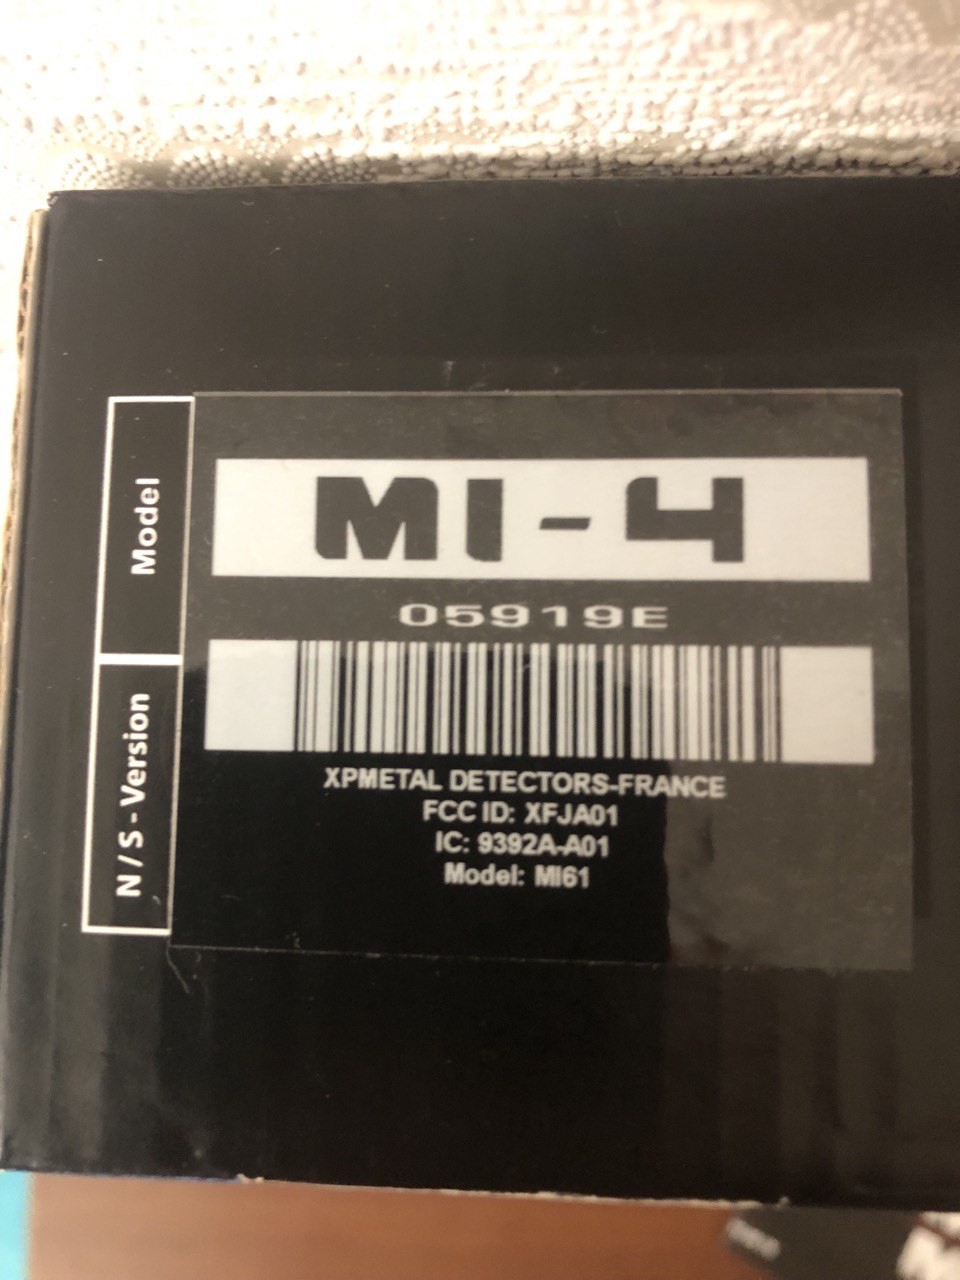 Model
MI-4
05919E
N / S - Version
XPMETAL DETECTORS-FRANCE
FCC ID: XFJA01
IC: 9392A-A01
Model: MI61